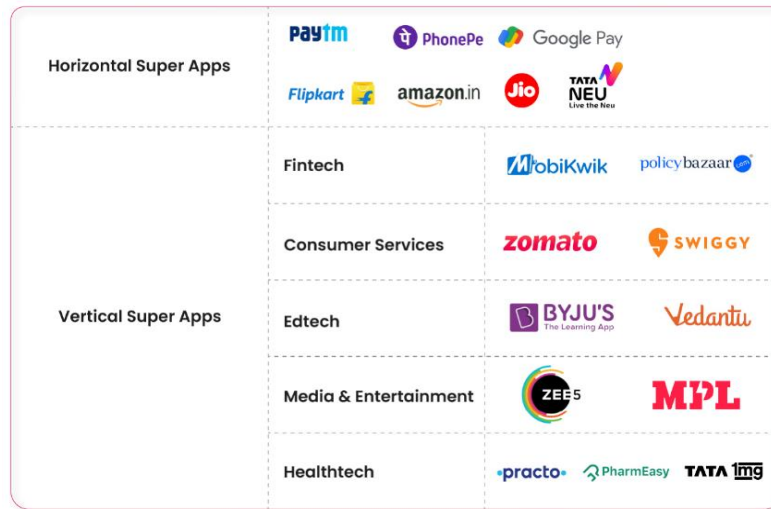 Horizontal Super Apps
paytm
पे PhonePe
Google Pay
Flipkart f
amazon.in
Jio
TATA
NEU
Live the Neu
Vertical Super Apps
Fintech
MobiKwik
policybazaar.com
Consumer Services
zomato
SWIGGY
Edtech
B BYJU'S
The Learning App
Vedantu
Media & Entertainment
ZEE5
MPL
Healthtech
practo
PharmEasy
TATA 1mg